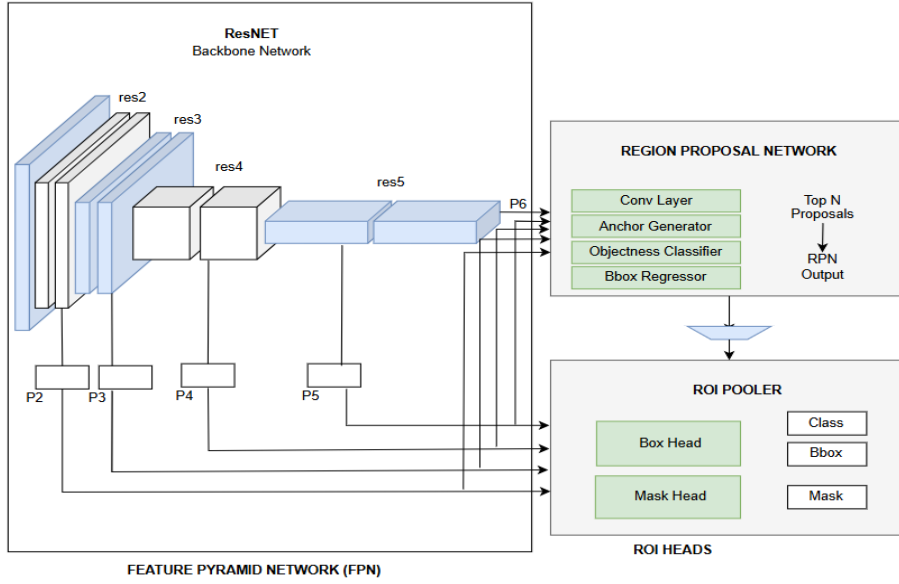 ResNET
Backbone Network
res2
res3
res4
res5
P6
P2
P3
P4
P5
FEATURE PYRAMID NETWORK (FPN)
REGION PROPOSAL NETWORK
Conv Layer
Anchor Generator
Objectness Classifier
Bbox Regressor
Top N
Proposals
RPN
Output
ROI POOLER
Box Head
Mask Head
Class
Bbox
Mask
ROI HEADS